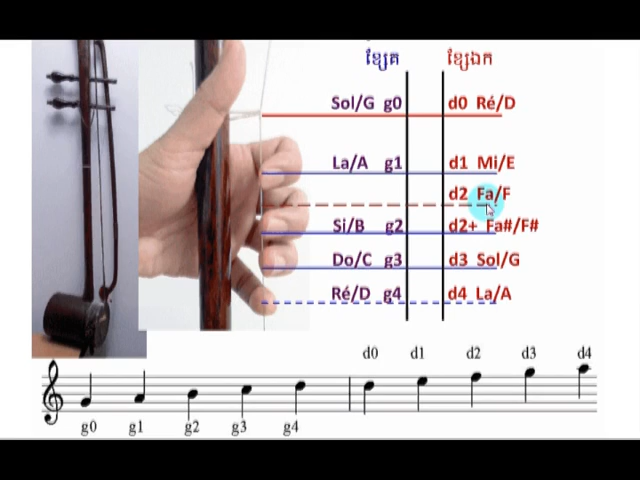 ខ្សែគ ខ្សែឯក
Sol/G g0 d0 Ré/D
La/A g1 d1 Mi/E
d2 Fa/F
Si/B g2 d2+ Fa#/F#
Do/C g3 d3 Sol/G
Ré/D g4 d4 La/A
d0 d1 d2 d3 d4
g0 g1 g2 g3 g4